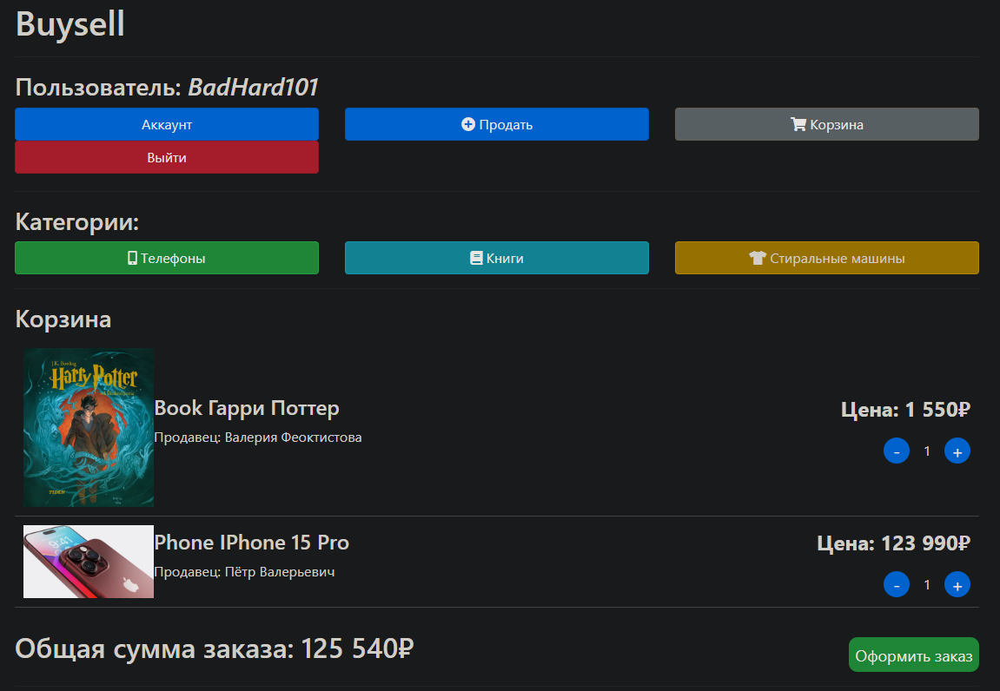 Buysell
Пользователь: BadHard101
Аккаунт
Продать
Корзина
Выйти
Категории:
Телефоны
Книги
Стиральные машины
Корзина
J.K. Rowling
Harry Potter
Book Гарри Поттер
Цена: 1 550₽
Продавец: Валерия Феоктистова
- 1 +
TIDEN
9:41
Phone IPhone 15 Pro
Цена: 123 990₽
Продавец: Пётр Валерьевич
- 1 +
Общая сумма заказа: 125 540₽
Оформить заказ